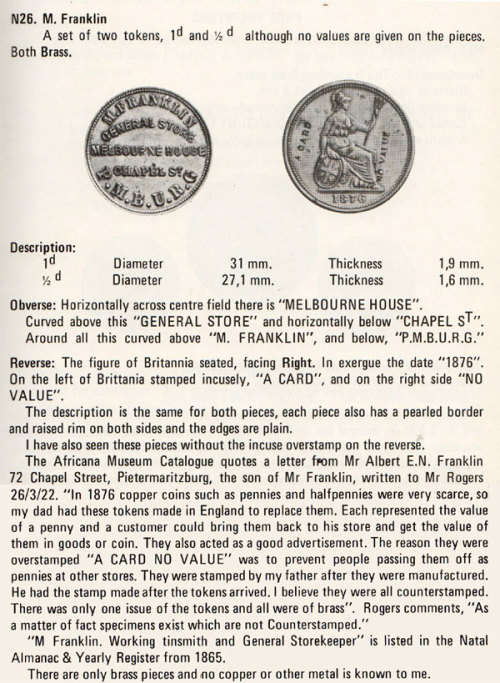 N26. M. Franklin
A set of two tokens, 1d and ½ d although no values are given on the pieces.
Both Brass.
M.FRANKLIN
GENERAL STORE
MELBOURNE HOUSE
CHAPEL ST
P.M.B.U.R.G
A CARD
NO VALUE
1876
Description:
1d Diameter 31 mm. Thickness 1,9 mm.
½ d Diameter 27,1 mm. Thickness 1,6 mm.
Obverse: Horizontally across centre field there is "MELBOURNE HOUSE".
Curved above this "GENERAL STORE" and horizontally below "CHAPEL ST".
Around all this curved above "M. FRANKLIN", and below, "P.M.B.U.R.G."
Reverse: The figure of Britannia seated, facing Right. In exergue the date "1876".
On the left of Brittania stamped incusely, "A CARD", and on the right side "NO
VALUE".
The description is the same for both pieces, each piece also has a pearled border
and raised rim on both sides and the edges are plain.
I have also seen these pieces without the incuse overstamp on the reverse.
The Africana Museum Catalogue quotes a letter from Mr Albert E.N. Franklin
72 Chapel Street, Pietermaritzburg, the son of Mr Franklin, written to Mr Rogers
26/3/22. "In 1876 copper coins such as pennies and halfpennies were very scarce, so
my dad had these tokens made in England to replace them. Each represented the value
of a penny and a customer could bring them back to his store and get the value of
them in goods or coin. They also acted as a good advertisement. The reason they were
overstamped "A CARD NO VALUE" was to prevent people passing them off as
pennies at other stores. They were stamped by my father after they were manufactured.
He had the stamp made after the tokens arrived. I believe they were all counterstamped.
There was only one issue of the tokens and all were of brass". Rogers comments, "As
a matter of fact specimens exist which are not Counterstamped."
"M Franklin. Working tinsmith and General Storekeeper" is listed in the Natal
Almanac & Yearly Register from 1865.
There are only brass pieces and no copper or other metal is known to me.